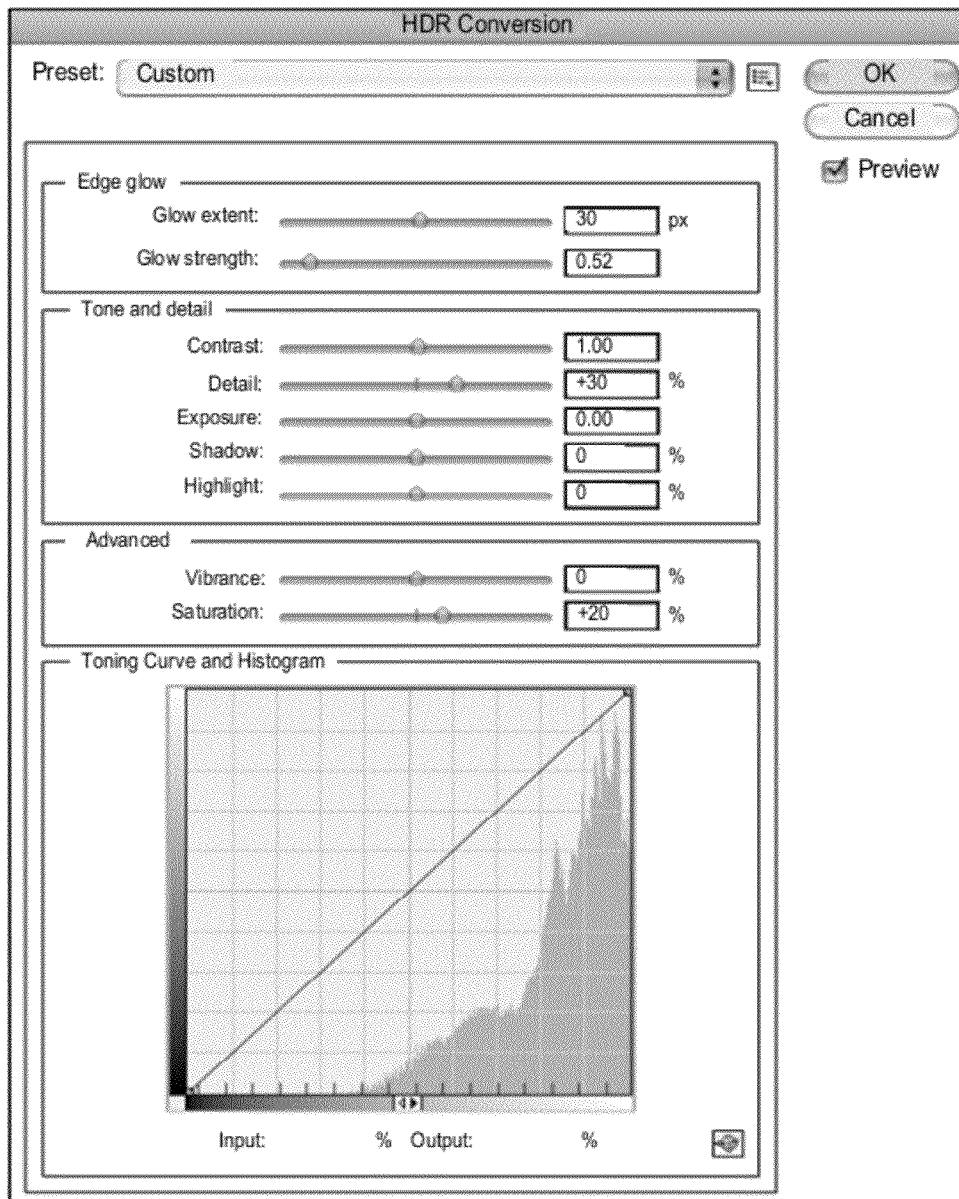 HDR Conversion
Preset: Custom
OK
Cancel
Preview
Edge glow
Glow extent: 30 px
Glow strength: 0.52
Tone and detail
Contrast: 1.00
Detail: +30 %
Exposure: 0.00
Shadow: 0 %
Highlight: 0 %
Advanced
Vibrance: 0 %
Saturation: +20 %
Toning Curve and Histogram
Input: % Output: %